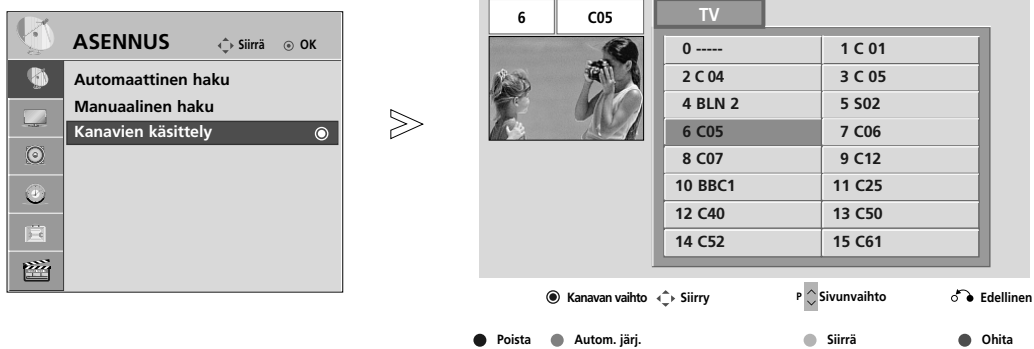 ASENNUS Siirrä OK
Automaattinen haku
Manuaalinen haku
Kanavien käsittely
6 C05 TV
0 ----- 1 C 01
2 C 04 3 C 05
4 BLN 2 5 S02
6 C05 7 C06
8 C07 9 C12
10 BBC1 11 C25
12 C40 13 C50
14 C52 15 C61
Kanavan vaihto Siirry P Sivunvaihto Edellinen
Poista Autom. järj. Siirrä Ohita